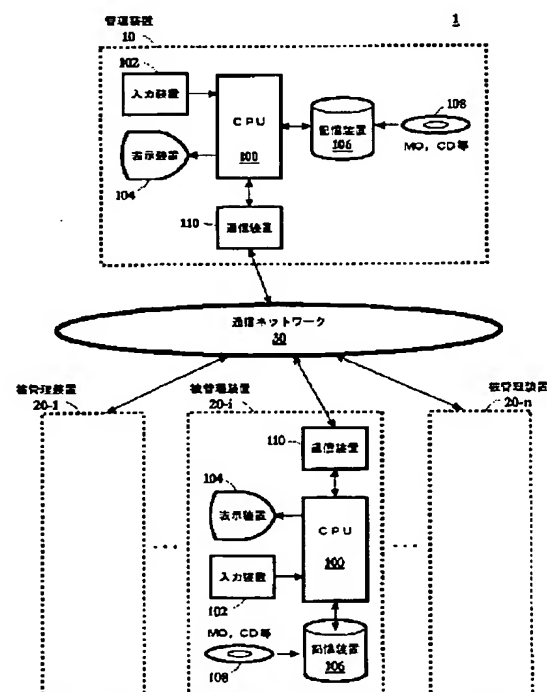 管理装置
10
1
102
入力装置
CPU
100
表示装置
104
記憶装置
106
108
MO, CD等
110
通信装置
通信ネットワーク
30
被管理装置
20-1
被管理装置
20-i
被管理装置
20-n
110
通信装置
104
表示装置
CPU
100
入力装置
102
MO, CD等
108
記憶装置
106
...
...